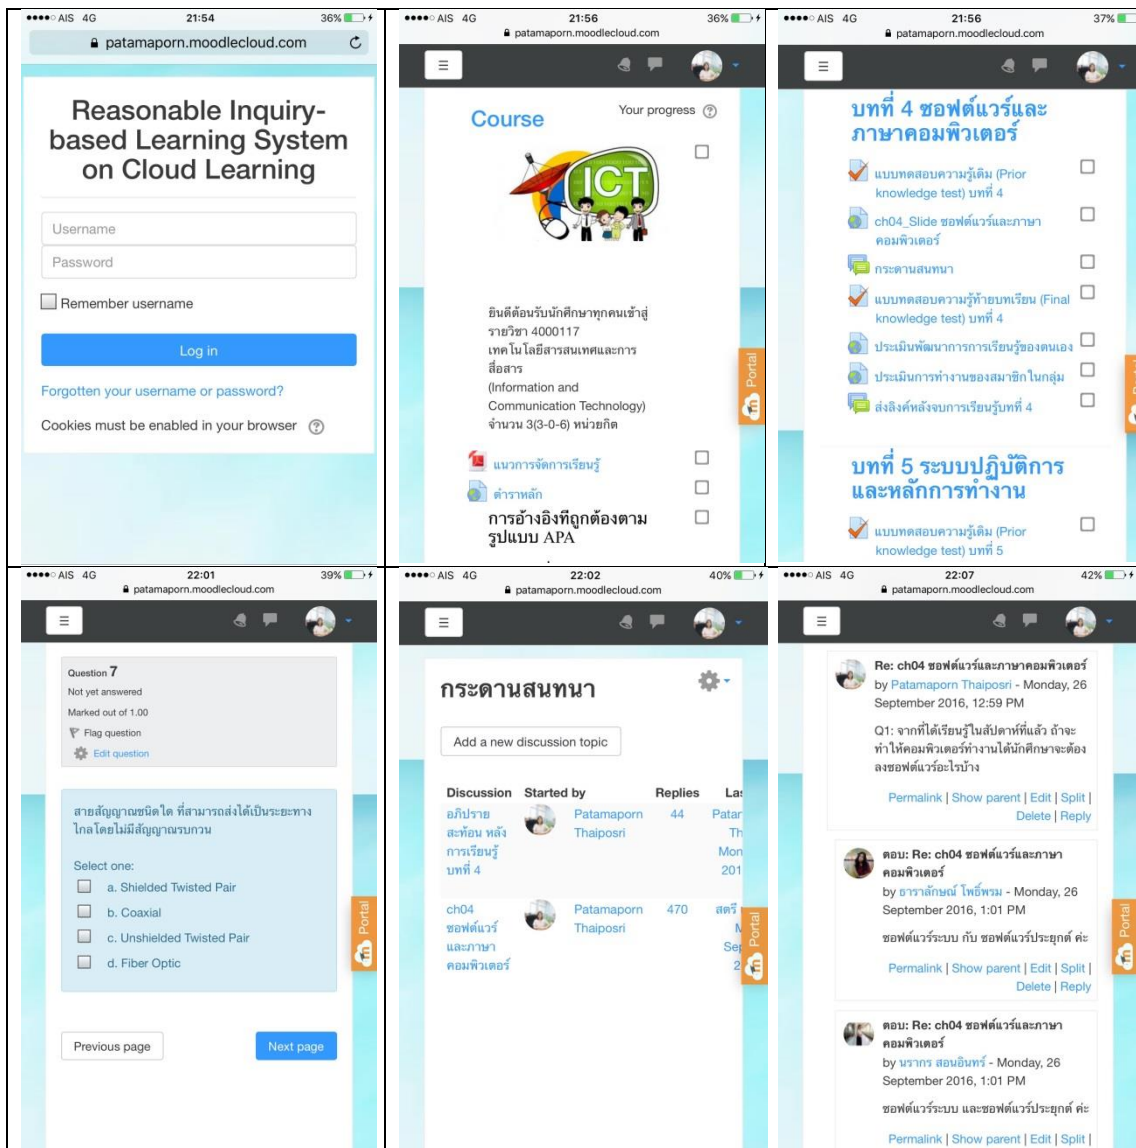 AIS 4G 21:54 36%
patamaporn.moodlecloud.com
Reasonable Inquiry-
based Learning System
on Cloud Learning
Username
Password
Remember username
Log in
Forgotten your username or password?
Cookies must be enabled in your browser
AIS 4G 21:56 36%
patamaporn.moodlecloud.com
Course
Your progress
ICT
ยินดีต้อนรับนักศึกษาทุกคนเข้าสู่
รายวิชา 4000117
เทคโนโลยีสารสนเทศและการ
สื่อสาร
(Information and
Communication Technology)
จำนวน 3(3-0-6) หน่วยกิต
แนวการจัดการเรียนรู้
ตำราหลัก
การอ้างอิงที่ถูกต้องตาม
รูปแบบ APA
Portal
AIS 4G 21:56 37%
patamaporn.moodlecloud.com
บทที่ 4 ซอฟต์แวร์และ
ภาษาคอมพิวเตอร์
แบบทดสอบความรู้เดิม (Prior
knowledge test) บทที่ 4
ch04_Slide ซอฟต์แวร์และภาษา
คอมพิวเตอร์
กระดานสนทนา
แบบทดสอบความรู้ท้ายบทเรียน (Final
knowledge test) บทที่ 4
ประเมินพัฒนาการการเรียนรู้ของตนเอง
ประเมินการทำงานของสมาชิกในกลุ่ม
ส่งลิงค์หลังจบการเรียนรู้บทที่ 4
บทที่ 5 ระบบปฏิบัติการ
และหลักการทำงาน
แบบทดสอบความรู้เดิม (Prior
knowledge test) บทที่ 5
AIS 4G 22:01 39%
patamaporn.moodlecloud.com
Question 7
Not yet answered
Marked out of 1.00
Flag question
Edit question
สายสัญญาณชนิดใด ที่สามารถส่งได้เป็นระยะทาง
ไกลโดยไม่มีสัญญาณรบกวน
Select one:
a. Shielded Twisted Pair
b. Coaxial
c. Unshielded Twisted Pair
d. Fiber Optic
Previous page
Next page
Portal
AIS 4G 22:02 40%
patamaporn.moodlecloud.com
กระดานสนทนา
Add a new discussion topic
Discussion Started by Replies
อภิปราย Patamaporn 44
สะท้อน หลัง Thaiposri
การเรียนรู้
บทที่ 4
ch04 Patamaporn 470 สตรี
ซอฟต์แวร์ Thaiposri
และภาษา
คอมพิวเตอร์
Portal
AIS 4G 22:07 42%
patamaporn.moodlecloud.com
Re: ch04 ซอฟต์แวร์และภาษาคอมพิวเตอร์
by Patamaporn Thaiposri - Monday, 26
September 2016, 12:59 PM
Q1: จากที่ได้เรียนรู้ในสัปดาห์ที่แล้ว ถ้าจะ
ทำให้คอมพิวเตอร์ทำงานได้นักศึกษาจะต้อง
ลงซอฟต์แวร์อะไรบ้าง
Permalink | Show parent | Edit | Split |
Delete | Reply
ตอบ: Re: ch04 ซอฟต์แวร์และภาษา
คอมพิวเตอร์
by ธาราลักษณ์ โพธิ์พรม - Monday, 26
September 2016, 1:01 PM
ซอฟต์แวร์ระบบ กับ ซอฟต์แวร์ประยุกต์ ค่ะ
Permalink | Show parent | Edit | Split |
Delete | Reply
ตอบ: Re: ch04 ซอฟต์แวร์และภาษา
คอมพิวเตอร์
by นรากร สอนอินทร์ - Monday, 26
September 2016, 1:01 PM
ซอฟต์แวร์ระบบ และซอฟต์แวร์ประยุกต์ ค่ะ
Permalink | Show parent | Edit | Split |
Portal